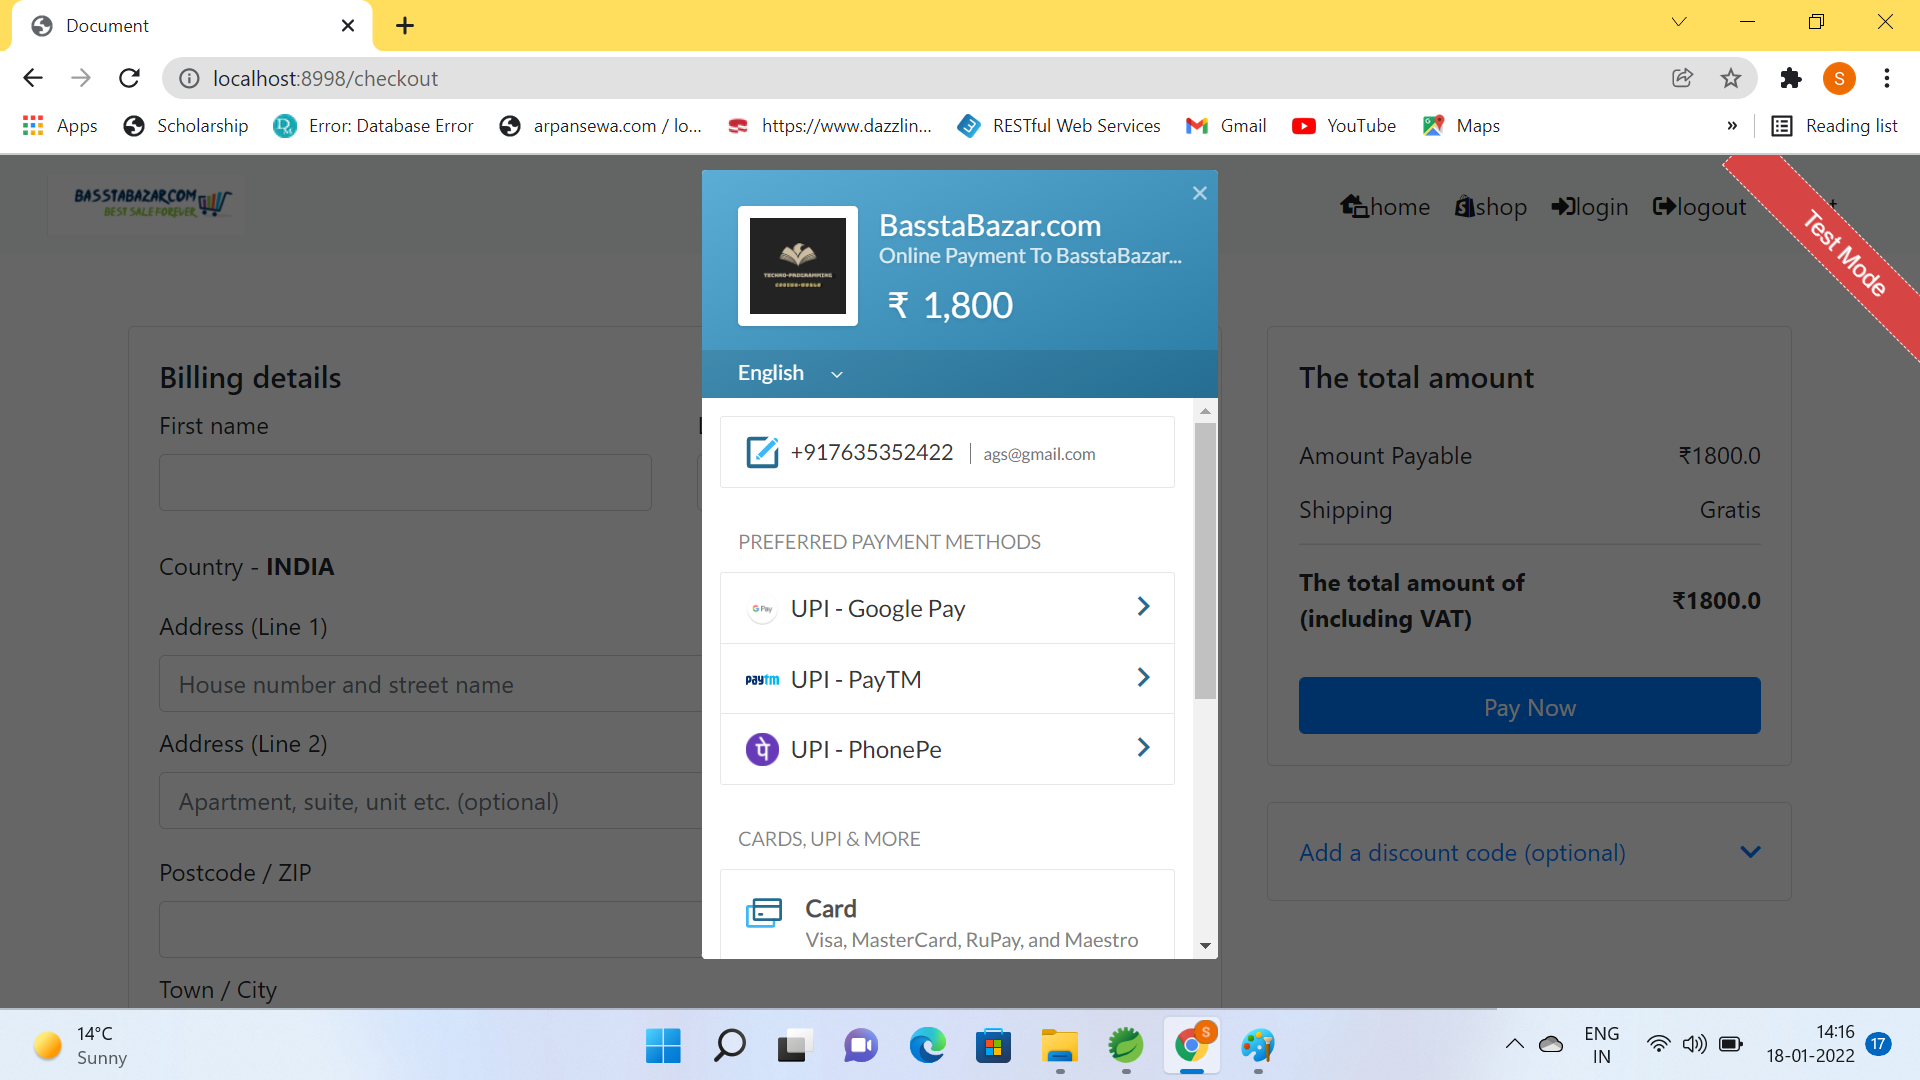 Document
localhost:8998/checkout
S
Apps
Scholarship
Error: Database Error
arpansewa.com / lo...
https://www.dazzlin...
RESTful Web Services
Gmail
YouTube
Maps
»
Reading list
BASSTABAZAR.COM
BEST SALE FOREVER
home
shop
login
logout
Test Mode
BasstaBazar.com
Online Payment To BasstaBazar...
₹ 1,800
TECHNO-PROGRAMMING
CODING-WORLD
English
+917635352422 | ags@gmail.com
PREFERRED PAYMENT METHODS
G Pay UPI - Google Pay
paytm UPI - PayTM
पे UPI - PhonePe
CARDS, UPI & MORE
Card
Visa, MasterCard, RuPay, and Maestro
Billing details
First name
Country - INDIA
Address (Line 1)
House number and street name
Address (Line 2)
Apartment, suite, unit etc. (optional)
Postcode / ZIP
Town / City
The total amount
Amount Payable ₹1800.0
Shipping Gratis
The total amount of
(including VAT) ₹1800.0
Pay Now
Add a discount code (optional)
14°C
Sunny
S
ENG
IN
14:16
18-01-2022
17